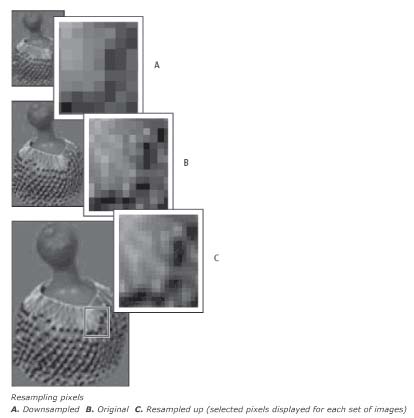 A
B
C
Resampling pixels
A. Downsampled B. Original C. Resampled up (selected pixels displayed for each set of images)